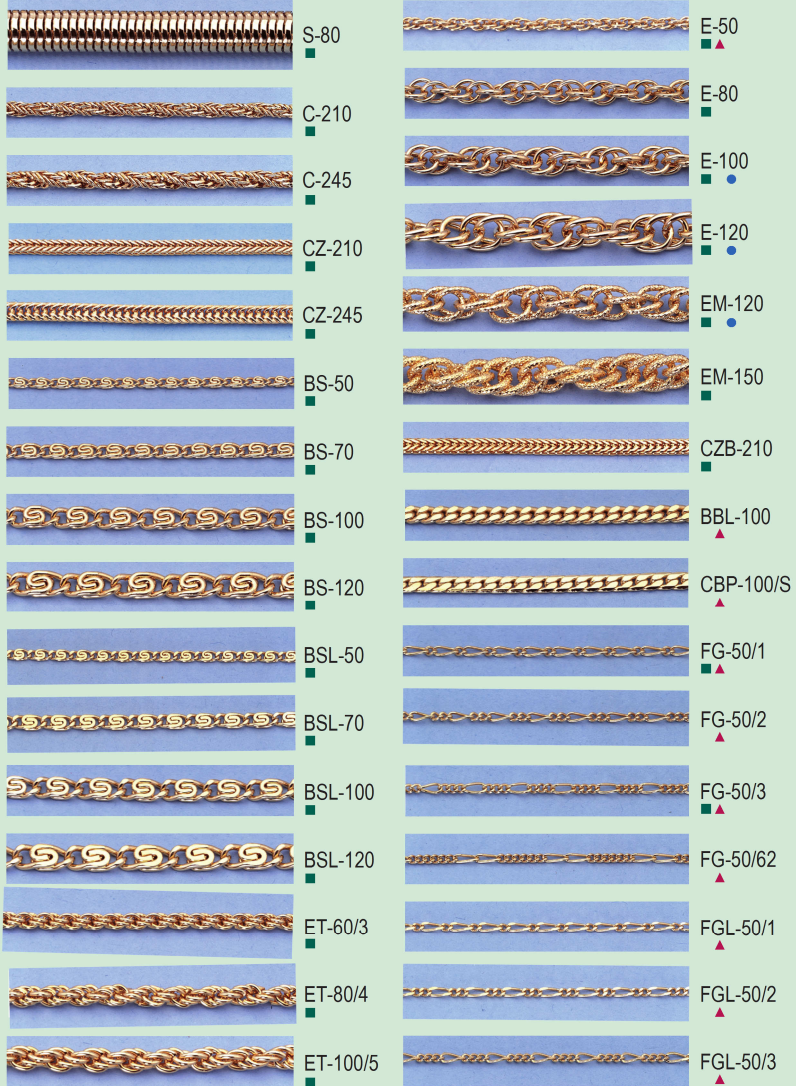 S-80
C-210
C-245
CZ-210
CZ-245
BS-50
BS-70
BS-100
BS-120
BSL-50
BSL-70
BSL-100
BSL-120
ET-60/3
ET-80/4
ET-100/5
E-50
E-80
E-100
E-120
EM-120
EM-150
CZB-210
BBL-100
CBP-100/S
FG-50/1
FG-50/2
FG-50/3
FG-50/62
FGL-50/1
FGL-50/2
FGL-50/3